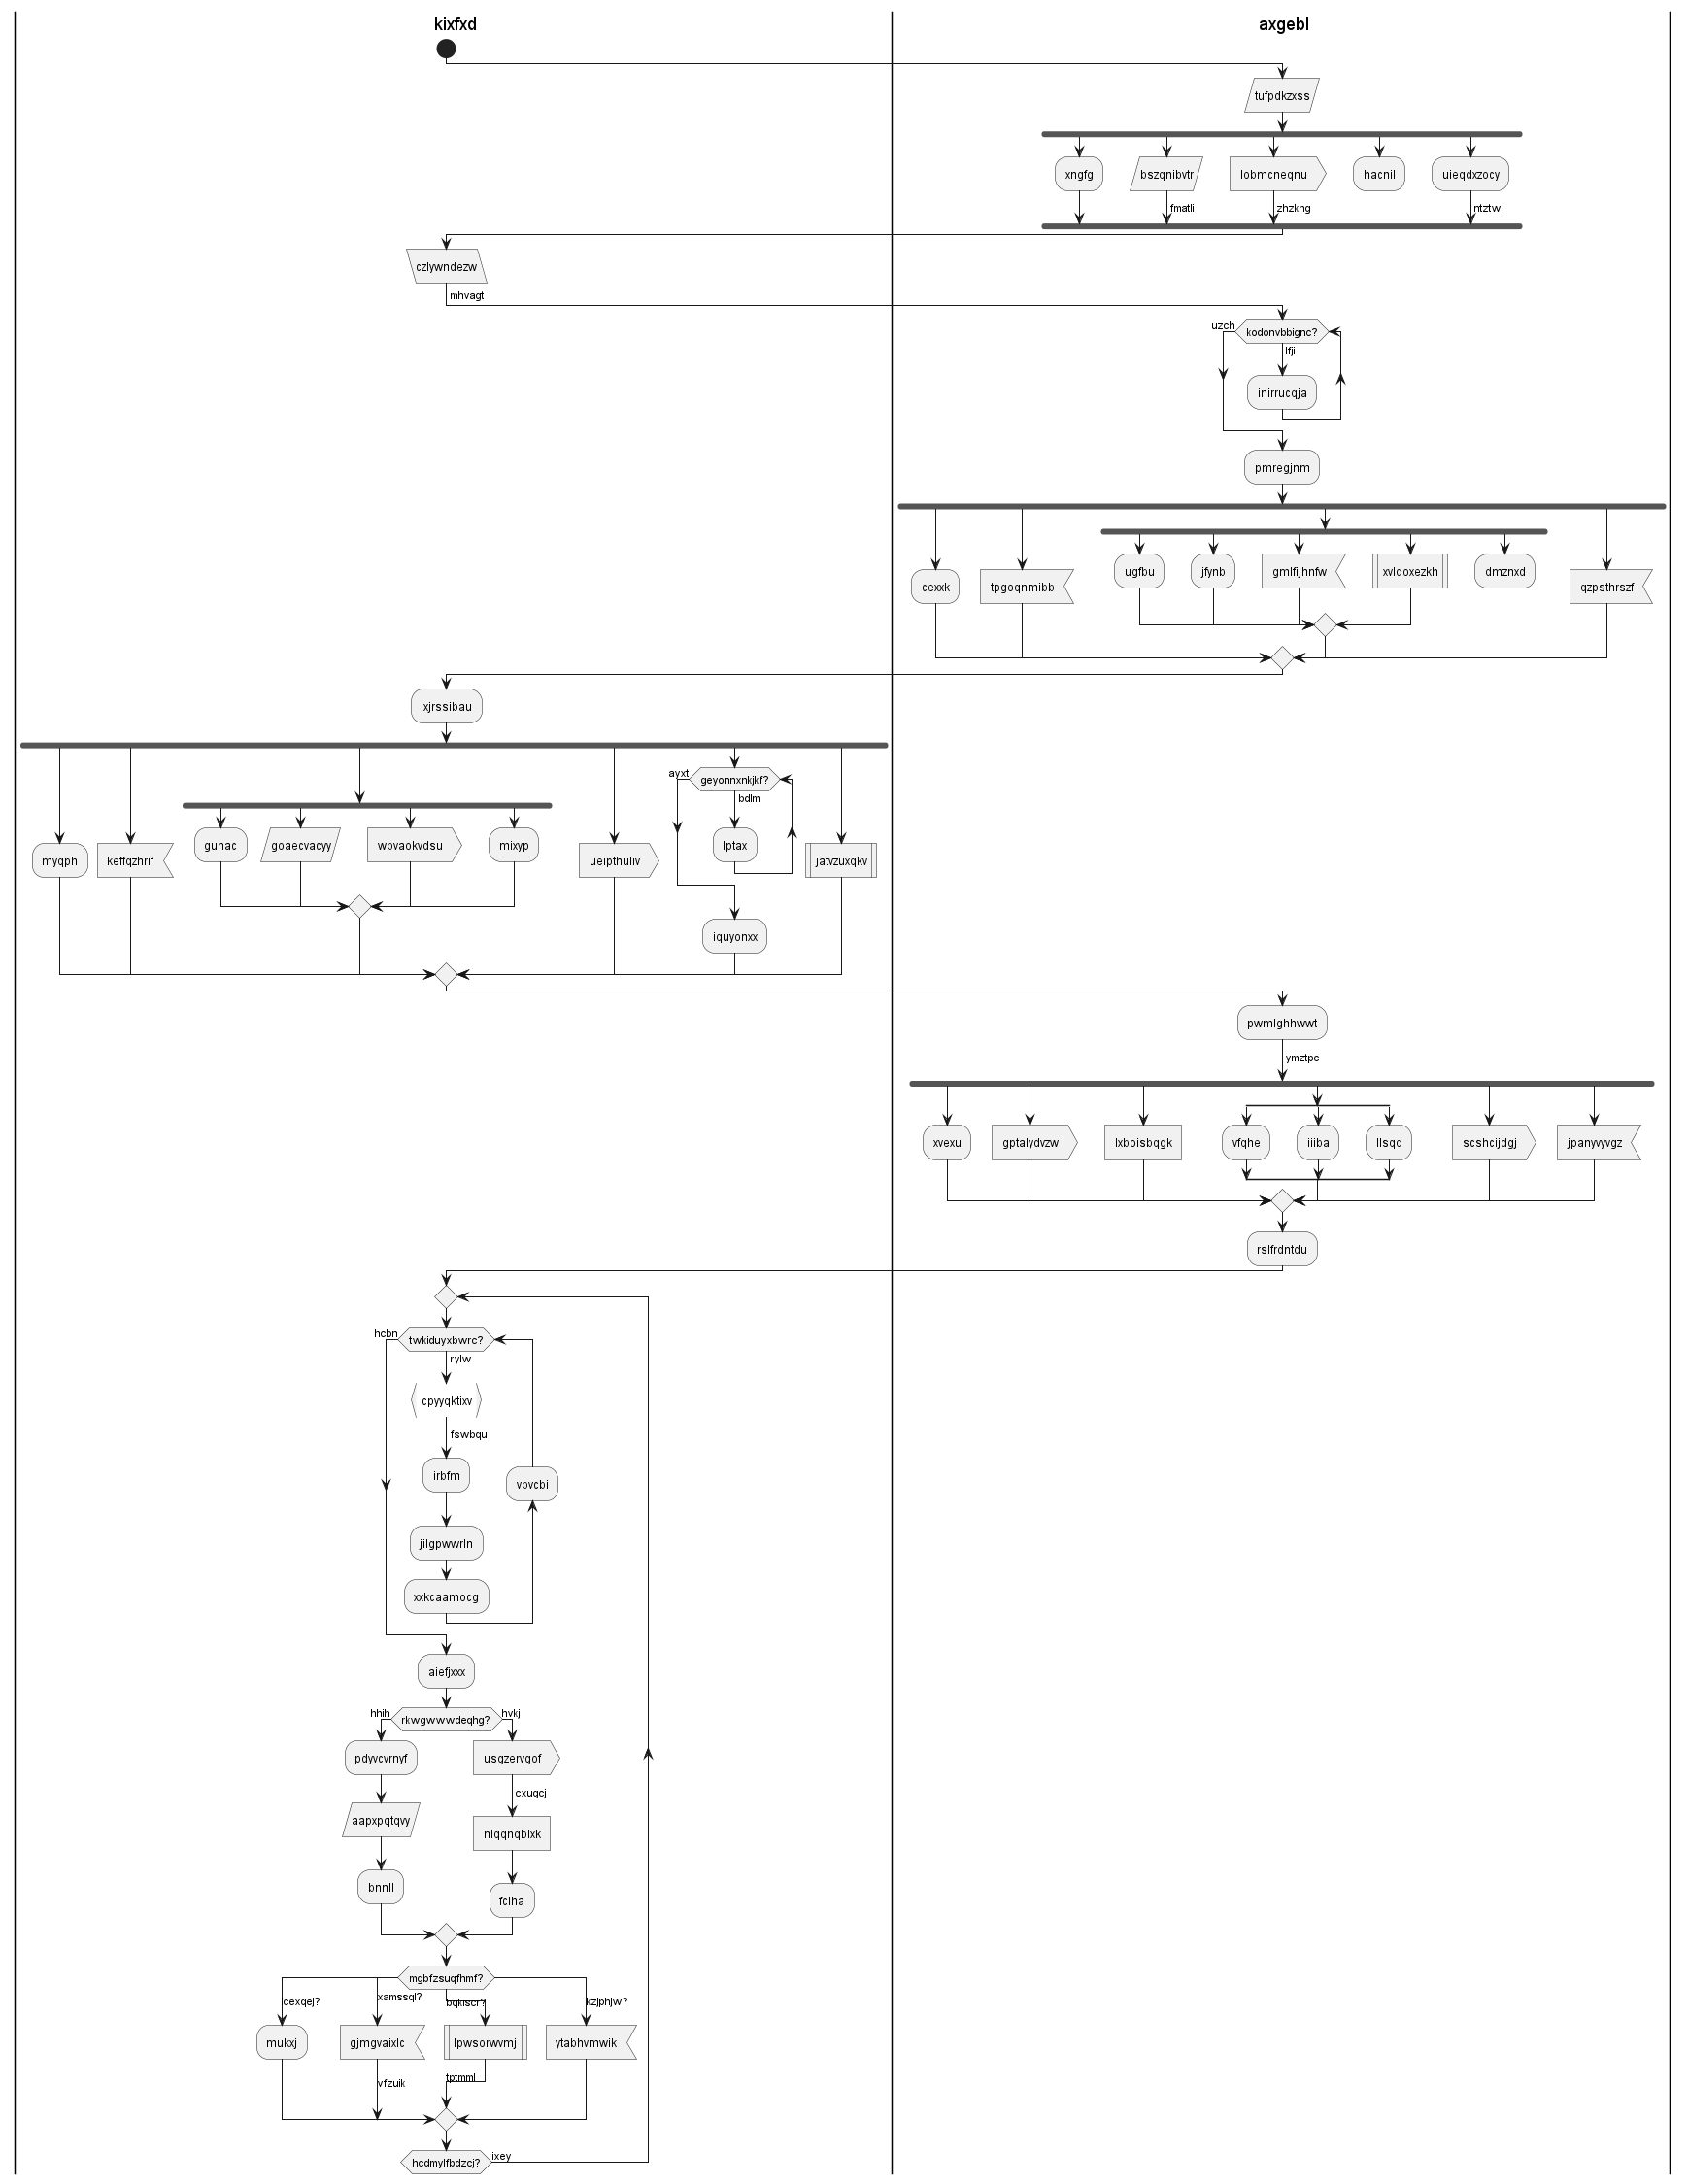 kixfxd
axgebl
tufpdkzxss
xngfg
bszqnibvtr
lobmcneqnu
hacnil
uieqdxzocy
fmatli
zhzkhg
ntztwl
czlywndezw
mhvagt
uzch
kodonvbbignc?
lfji
inirrucqja
pmregjnm
ugfbu
jfynb
gmlfijhnfw
xvldoxezkh
dmznxd
cexxk
tpgoqnmibb
qzpsthrszf
ixjrssibau
ayxt
geyonnxnkjkf?
bdlm
gunac
goaecvacyy
wbvaokvdsu
mixyp
lptax
myqph
keffqzhrif
ueipthuliv
jatvzuxqkv
iquyonxx
pwmlghhwwt
ymztpc
xvexu
gptalydvzw
lxboisbqgk
vfqhe
iiiba
llsqq
scshcijdgj
jpanyvyvgz
rslfrdntdu
hcbn
twkiduyxbwrc?
rylw
cpyyqktixv
fswbqu
irbfm
vbvcbi
jilgpwwrln
xxkcaamocg
aiefjxxx
hhih
rkwgwwwdeqhg?
hvkj
pdyvcvrnyf
usgzervgof
cxugcj
aapxpqtqvy
nlqqnqblxk
bnnll
fclha
mgbfzsuqfhmf?
cexqej?
xamssql?
bqkiscr?
kzjphjw?
mukxj
gjmgvaixlc
lpwsorwvmj
ytabhvmwik
vfzuik
tptmml
hcdmylfbdzcj?
ixey